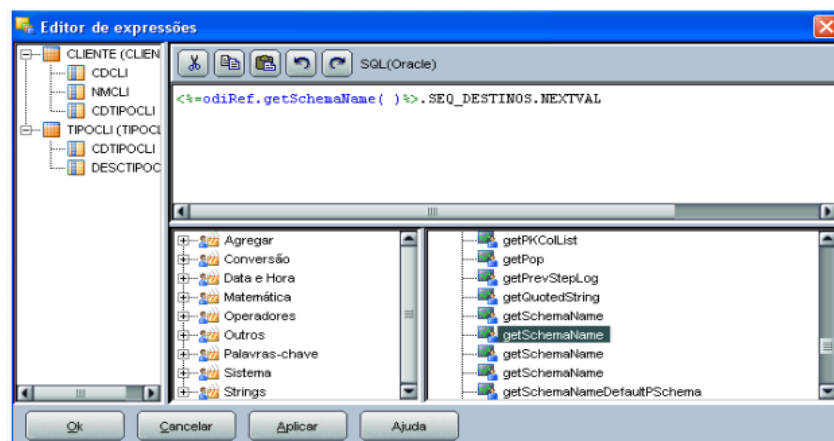 Editor de expressões
CLIENTE (CLIEN
CDCLI
NMCLI
CDTIPOCLI
TIPOCLI (TIPOCL
CDTIPOCLI
DESCTIPOC
SQL(Oracle)
<%=odiRef.getSchemaName( )%>.SEQ_DESTINOS.NEXTVAL
Agregar
Conversão
Data e Hora
Matemática
Operadores
Outros
Palavras-chave
Sistema
Strings
getPKColList
getPop
getPrevStepLog
getQuotedString
getSchemaName
getSchemaName
getSchemaName
getSchemaName
getSchemaNameDefaultPSchema
Ok
Cancelar
Aplicar
Ajuda